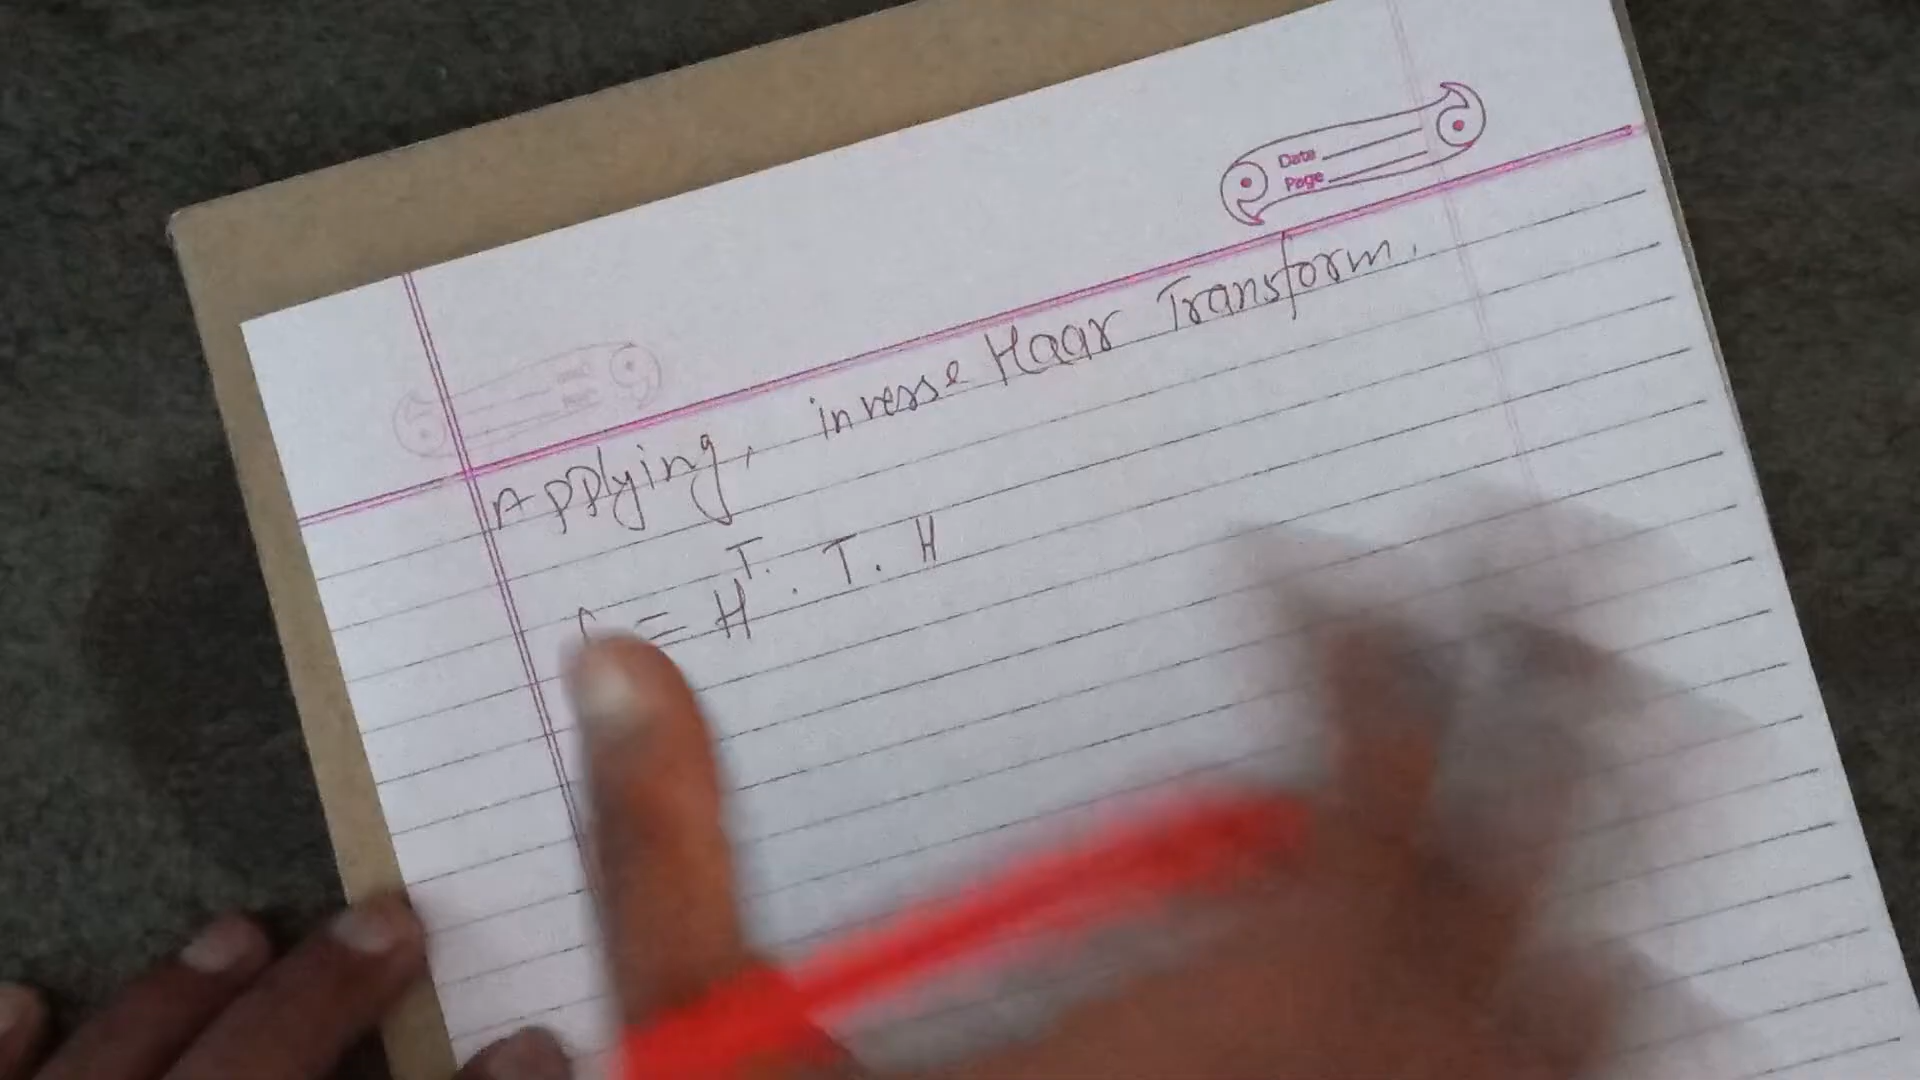 Date
Page
Applying, inverse Haar Transform.
= H^T . T . H